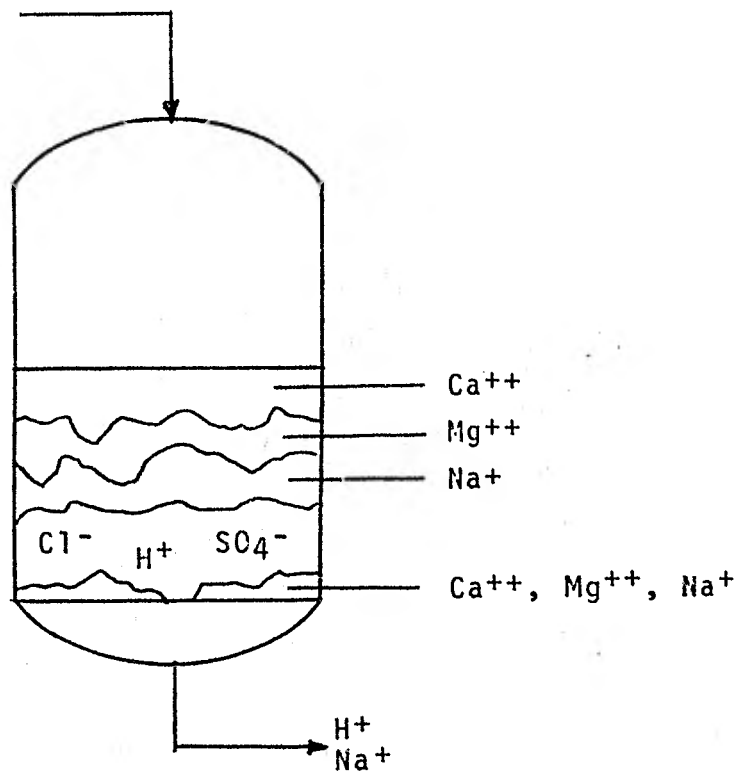 Ca++
Mg++
Na+
Cl- H+ SO4-
Ca++, Mg++, Na+
H+
Na+